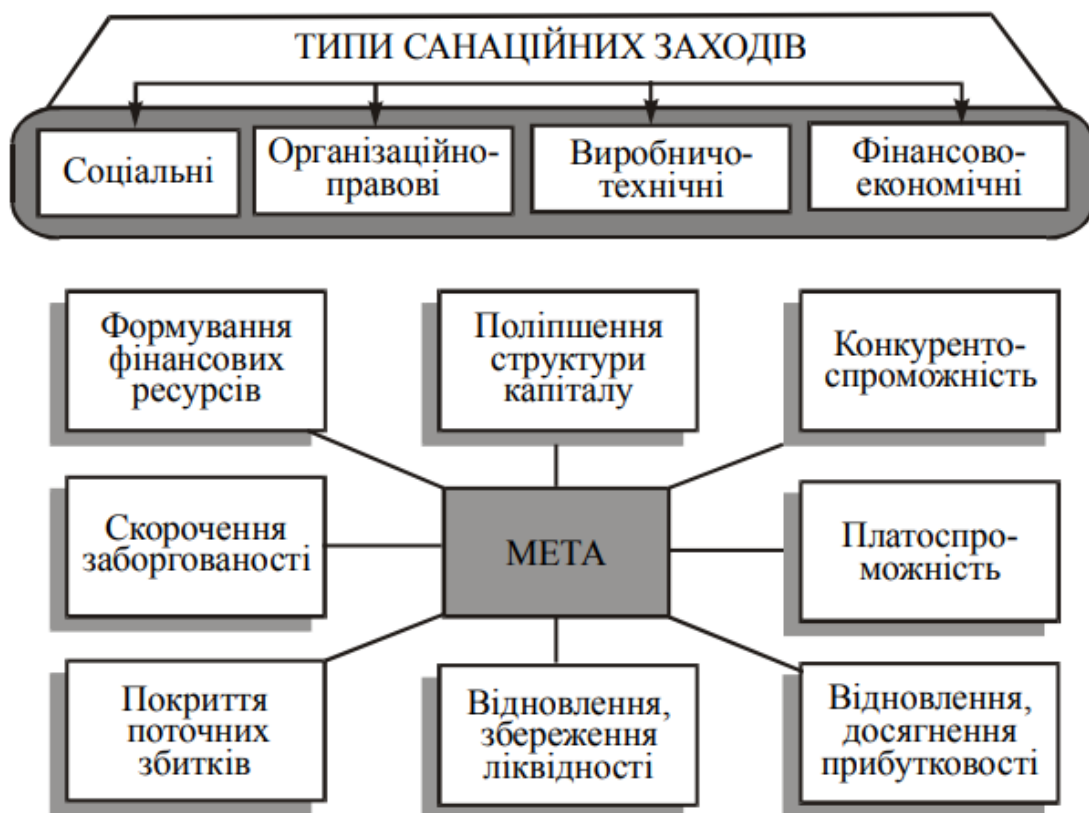 ТИПИ САНАЦІЙНИХ ЗАХОДІВ
Соціальні
Організаційно-
правові
Виробничо-
технічні
Фінансово-
економічні
Формування
фінансових
ресурсів
Поліпшення
структури
капіталу
Конкуренто-
спроможність
Скорочення
заборгованості
МЕТА
Платоспро-
можність
Покриття
поточних
збитків
Відновлення,
збереження
ліквідності
Відновлення,
досягнення
прибутковості